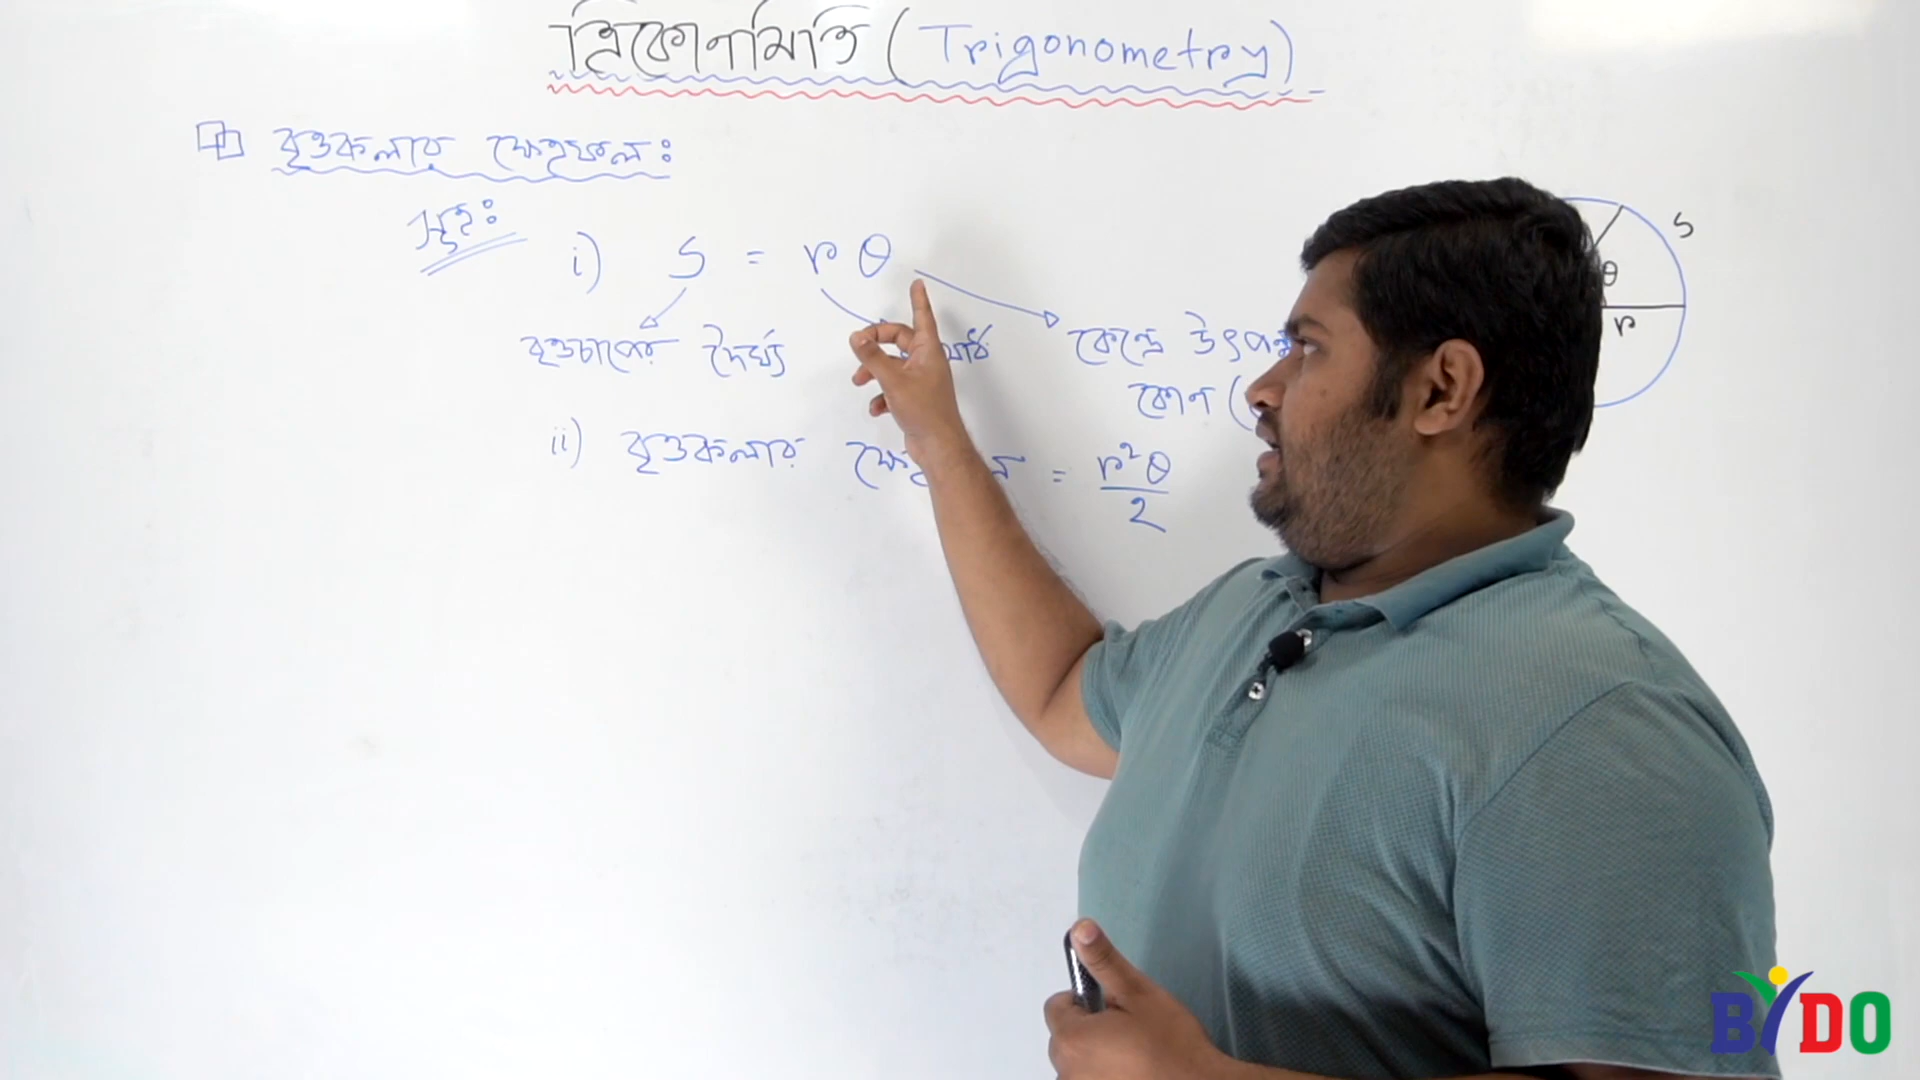 ত্রিকোণমিতি (Trigonometry)
বৃত্তকলার ক্ষেত্রফল:
সূত্র:
i) S = rθ
বৃত্তচাপের দৈর্ঘ্য
কেন্দ্রে উৎপন্ন
কোণ (
ii) বৃত্তকলার = r²θ/2
S
θ
r
BYDO